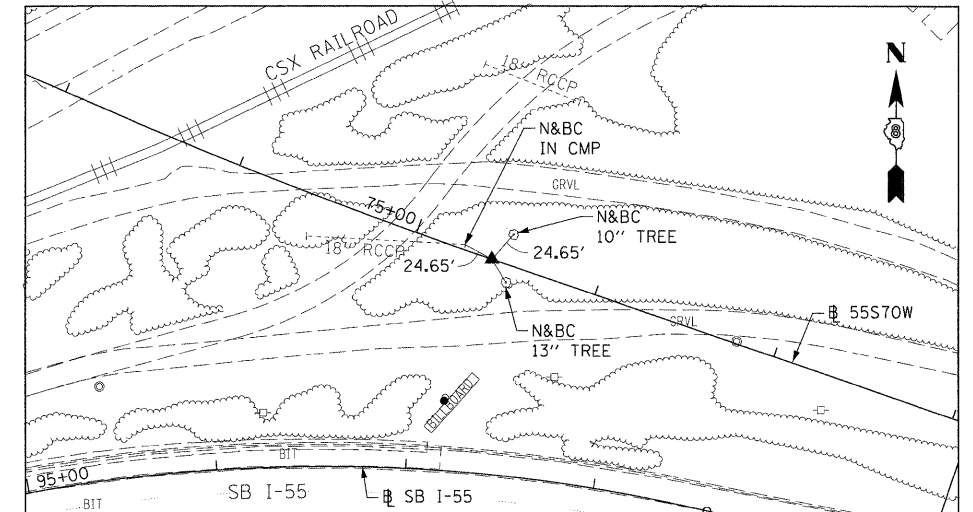 CSX RAILROAD
18" RCCP
N
8
N&BC
IN CMP
GRVL
75+00
N&BC
10" TREE
18" RCCP
24.65'
24.65'
N&BC
13" TREE
GRVL
℄ 55S70W
BILLBOARD
BIT
95+00
SB I-55
BIT
℄ SB I-55